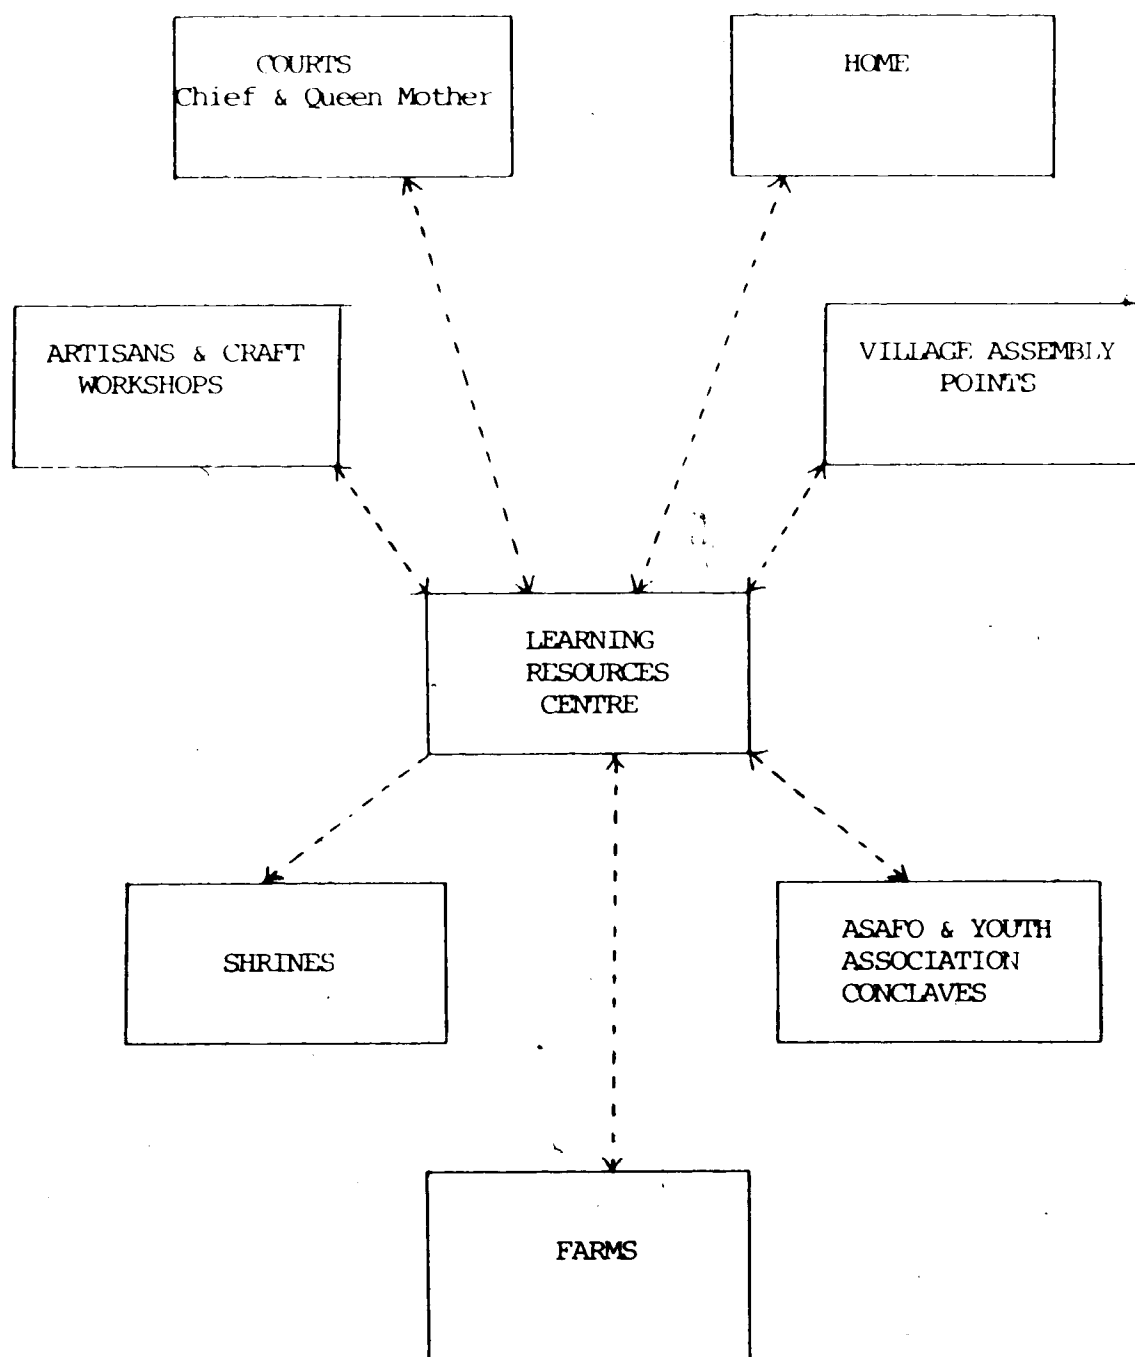 COURTS
Chief & Queen Mother
HOME
ARTISANS & CRAFT
WORKSHOPS
VILLAGE ASSEMBLY
POINTS
LEARNING
RESOURCES
CENTRE
SHRINES
ASAFO & YOUTH
ASSOCIATION
CONCLAVES
FARMS